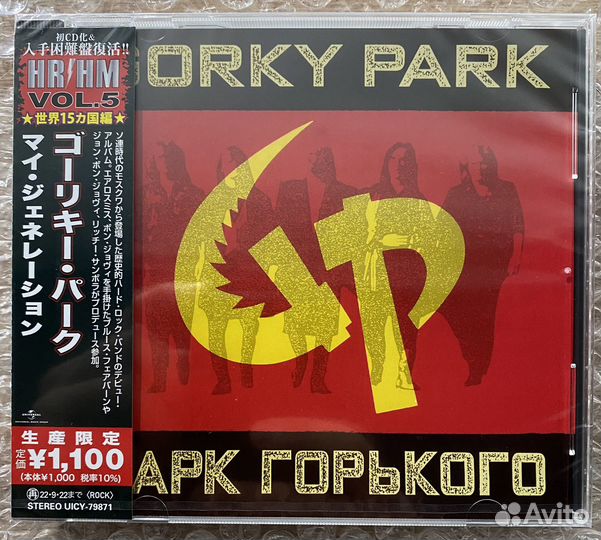 初CD化&
入手困難盤復活!!
HR/HM
VOL.5
★世界15カ国編★
ゴーリキー・パーク
マイ・ジェネレーション
ソ連時代のモスクワから登場した歴史的ハード・ロック・バンドのデビュー・
アルバム。エアロスミス、ボン・ジョヴィを手掛けたブルース・フェアバーンや
ジョン・ボン・ジョヴィ、リッチー・サンボラがプロデュース参加。
UNIVERSAL
生産限定
定価¥1,100
(本体¥1,000 税率10%)
再22・9・22まで〈ROCK〉
STEREO UICY-79871
ORKY PARK
GP
АРК ГОРЬКОГО
Avito